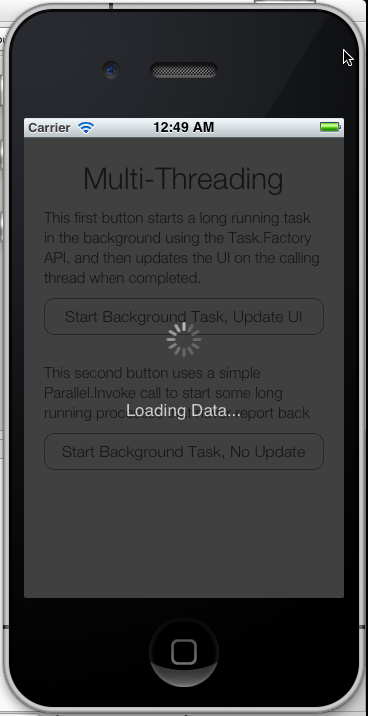 Carrier 12:49 AM
Multi-Threading
This first button starts a long running task
in the background using the Task.Factory
API, and then updates the UI on the calling
thread when completed.
Start Background Task, Update UI
This second button uses a simple
Parallel.Invoke call to start some long
running report back
Loading Data...
Start Background Task, No Update